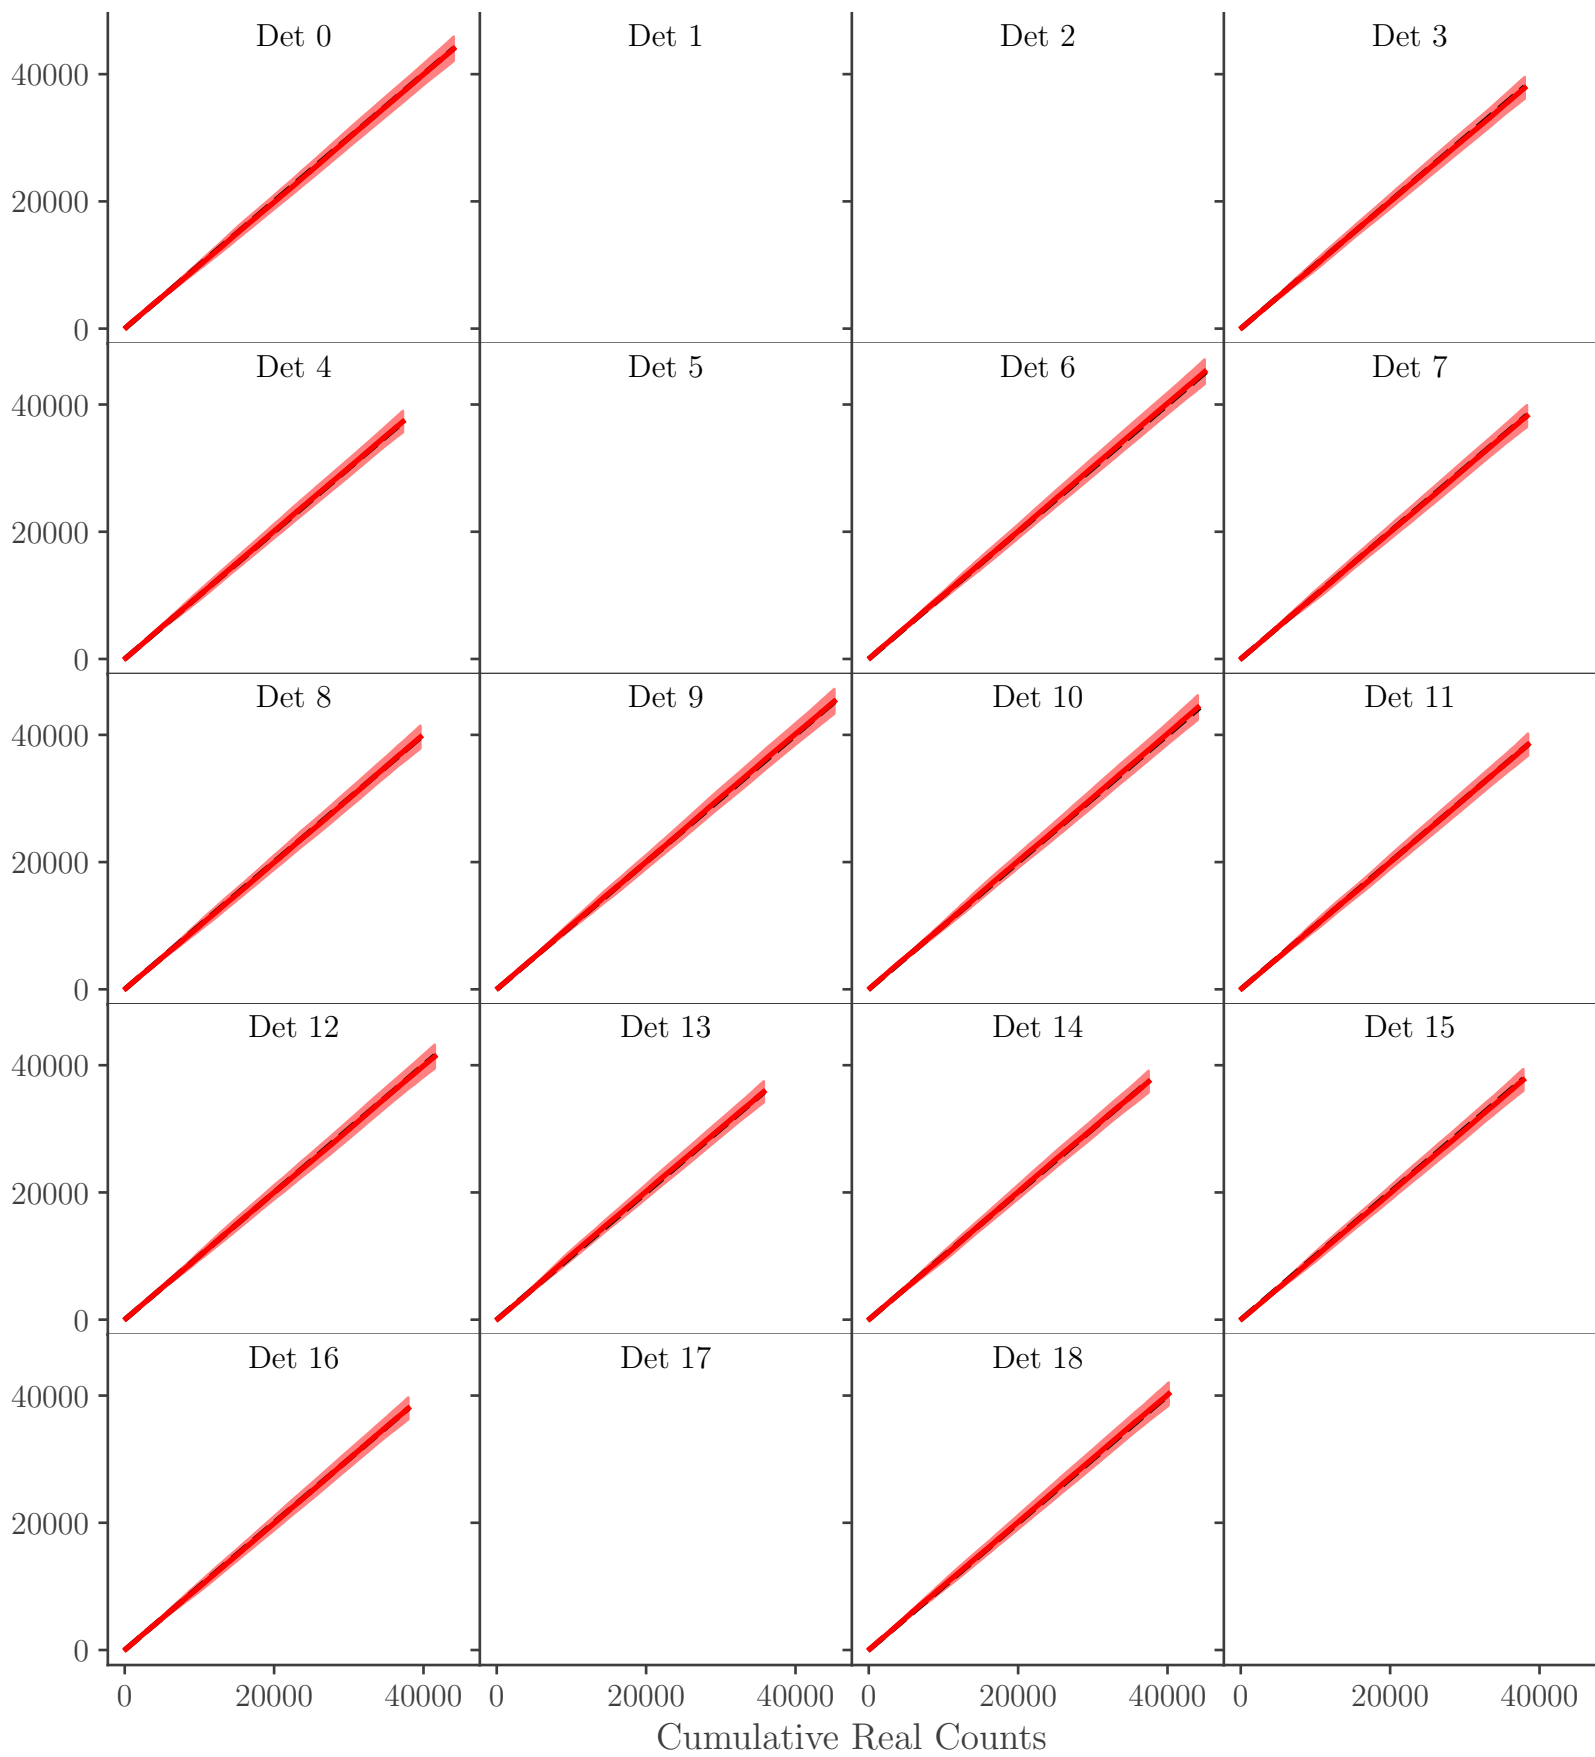 Det 0 Det 1 Det 2 Det 3
40000
20000
0
Det 4 Det 5 Det 6 Det 7
40000
20000
0
Det 8 Det 9 Det 10 Det 11
40000
20000
0
Det 12 Det 13 Det 14 Det 15
40000
20000
0
Det 16 Det 17 Det 18
40000
20000
0
0 20000 40000 0 20000 40000 0 20000 40000 0 20000 40000
Cumulative Real Counts